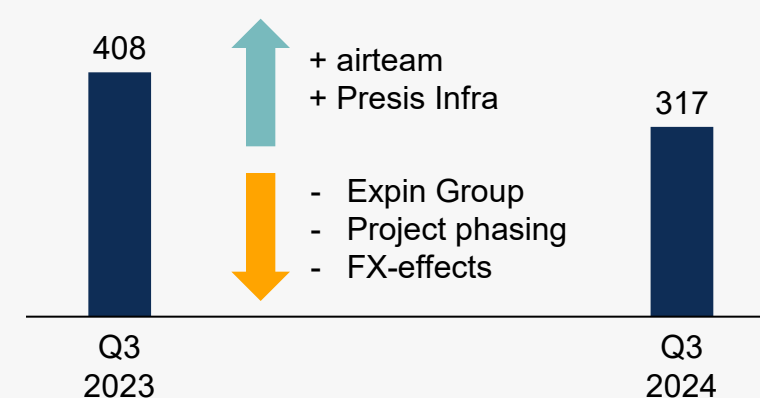 408
+ airteam
+ Presis Infra
317
- Expin Group
- Project phasing
- FX-effects
Q3
2023
Q3
2024